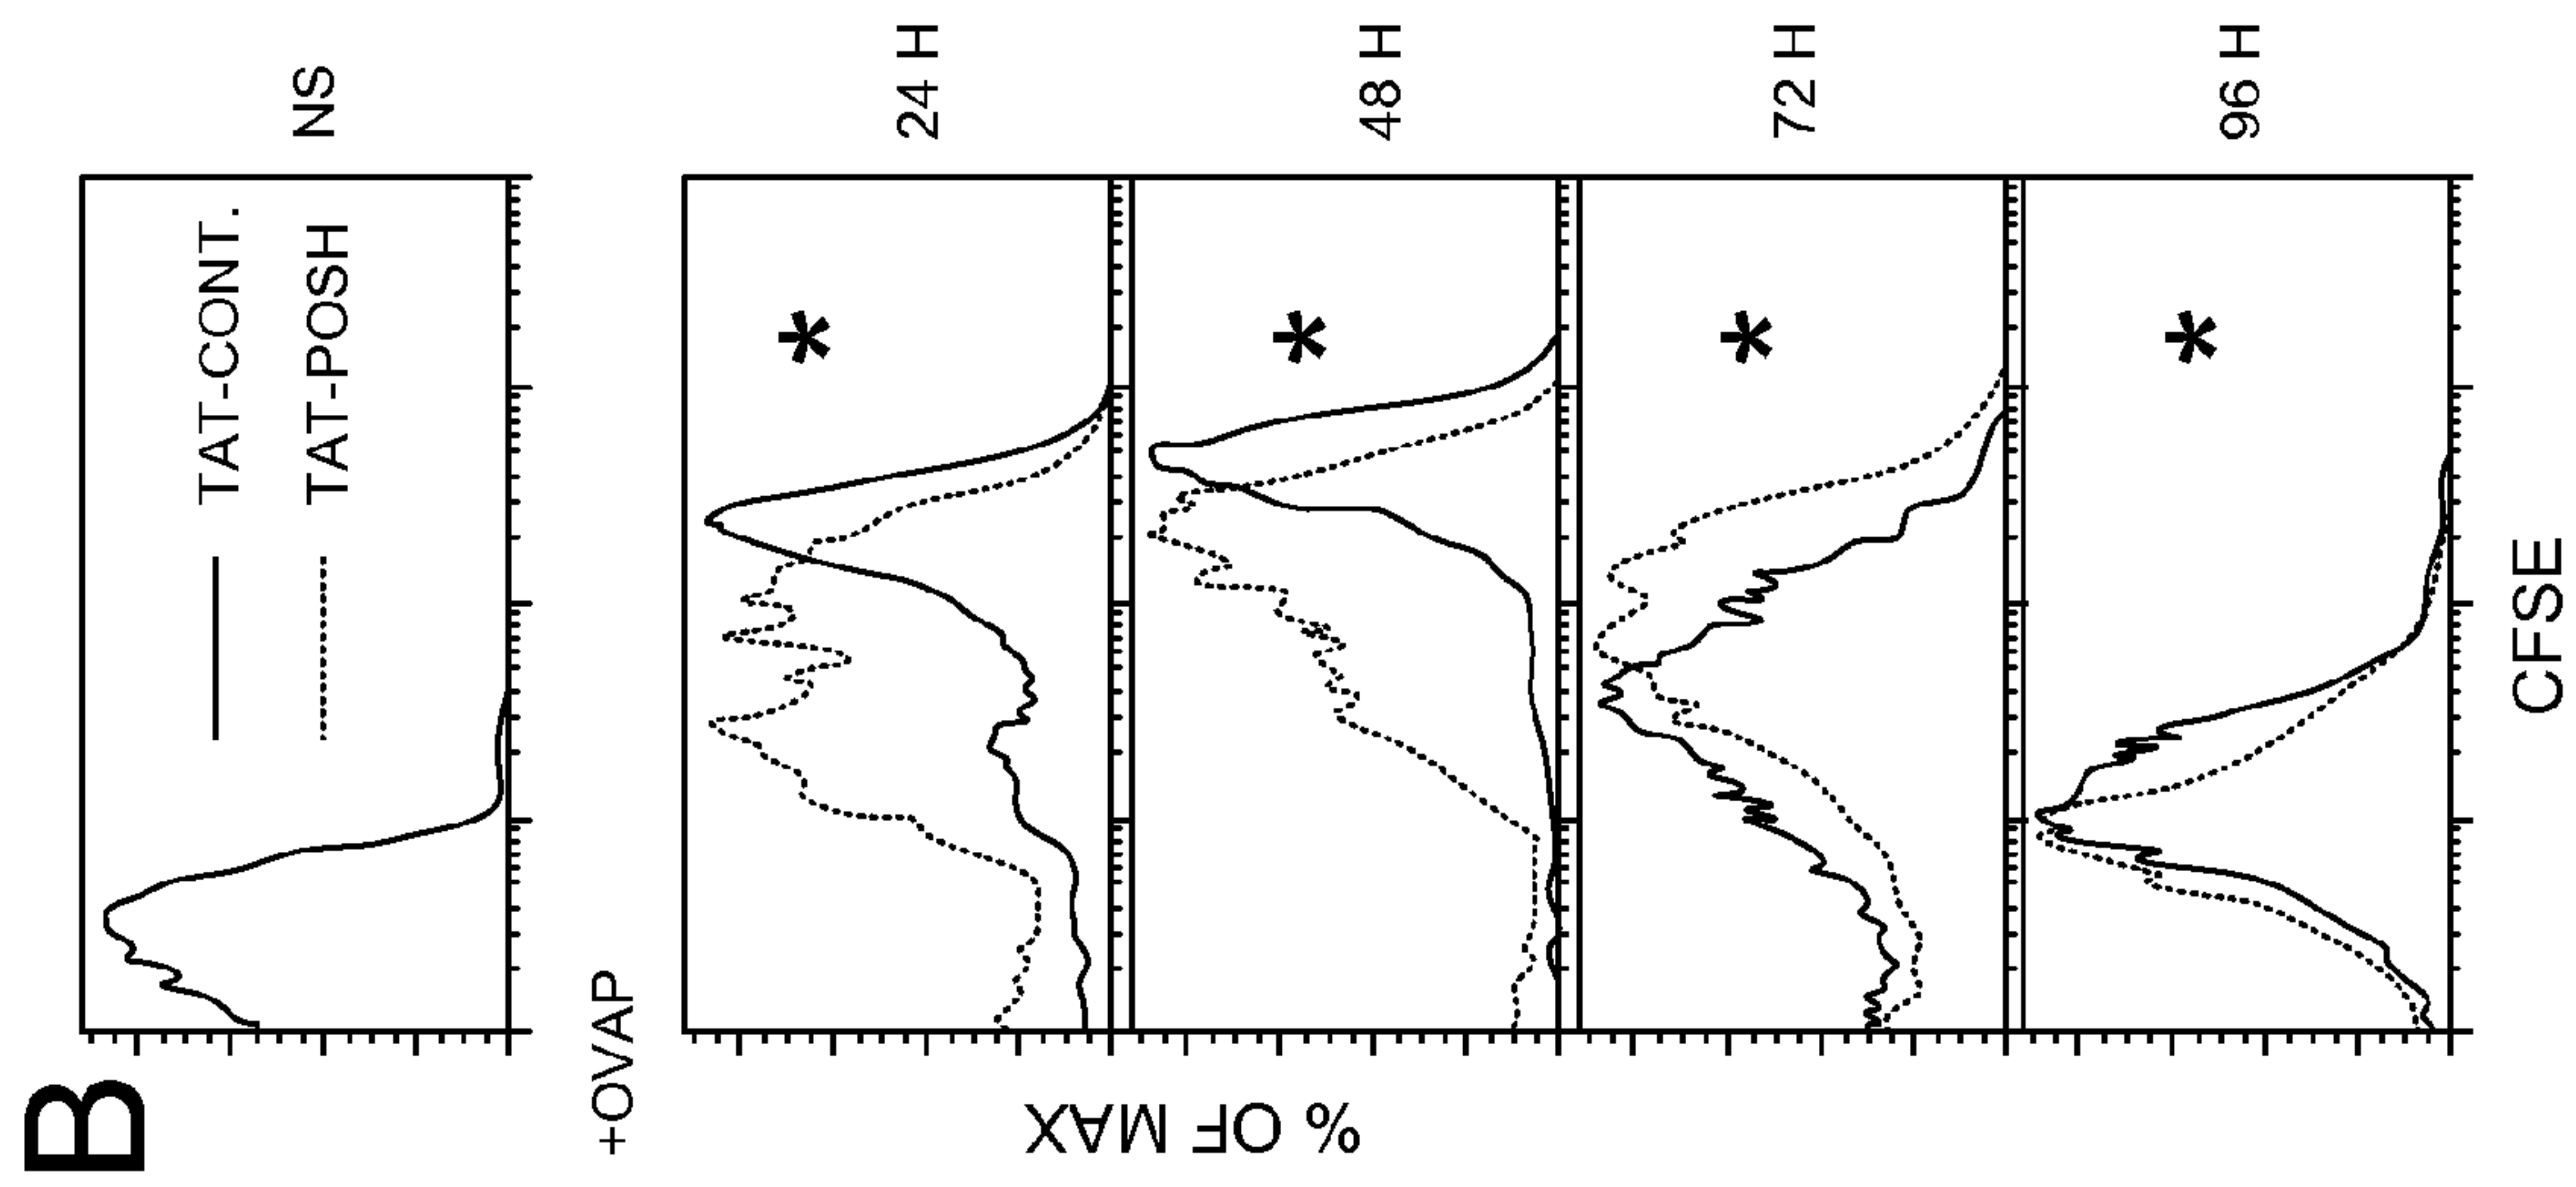 B
NS
TAT-CONT.
TAT-POSH
+OVAP
*
24 H
*
48 H
*
72 H
*
96 H
% OF MAX
CFSE